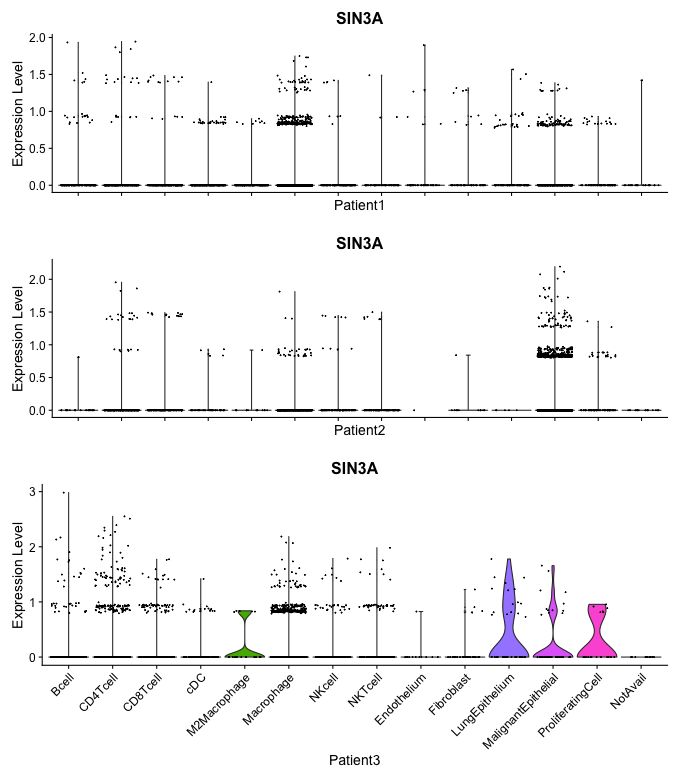 SIN3A
Expression Level
2.0
1.5
1.0
0.5
0.0
Patient1
SIN3A
Expression Level
2.0
1.5
1.0
0.5
0.0
Patient2
SIN3A
Expression Level
3
2
1
0
Bcell
CD4Tcell
CD8Tcell
cDC
M2Macrophage
Macrophage
NKcell
NKTcell
Endothelium
Fibroblast
LungEpithelium
MalignantEpithelial
ProliferatingCell
NotAvail
Patient3